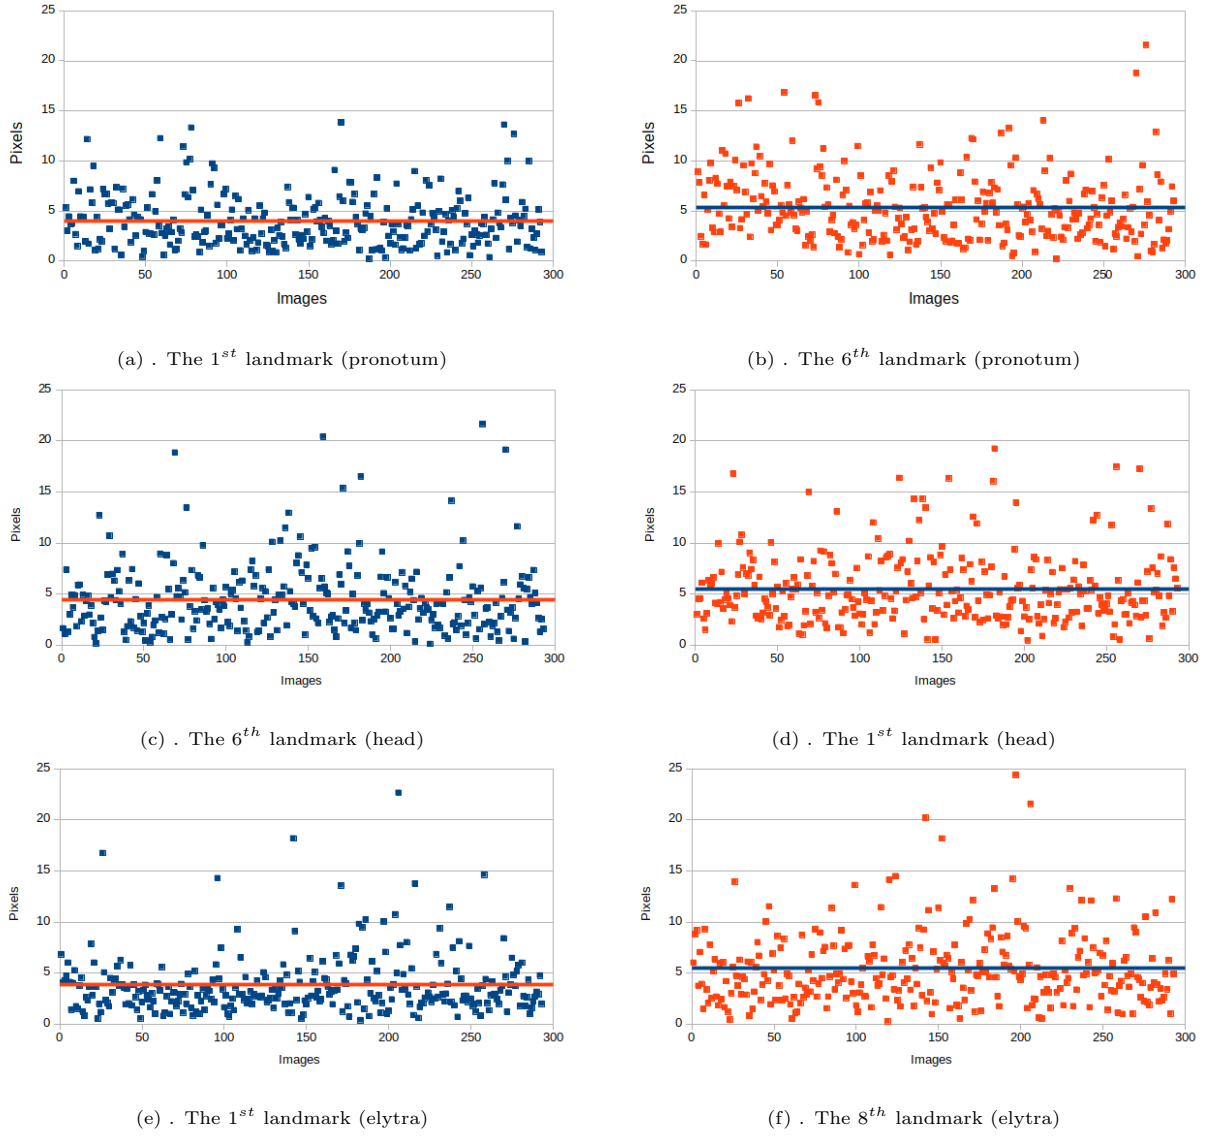 25
20
15
10
5
0
Pixels
0 50 100 150 200 250 300
Images
(a) . The 1st landmark (pronotum)
25
20
15
10
5
0
Pixels
0 50 100 150 200 250 300
Images
(b) . The 6th landmark (pronotum)
25
20
15
10
5
0
Pixels
0 50 100 150 200 250 300
Images
(c) . The 6th landmark (head)
25
20
15
10
5
0
Pixels
0 50 100 150 200 250 300
Images
(d) . The 1st landmark (head)
25
20
15
10
5
0
Pixels
0 50 100 150 200 250 300
Images
(e) . The 1st landmark (elytra)
25
20
15
10
5
0
Pixels
0 50 100 150 200 250 300
Images
(f) . The 8th landmark (elytra)